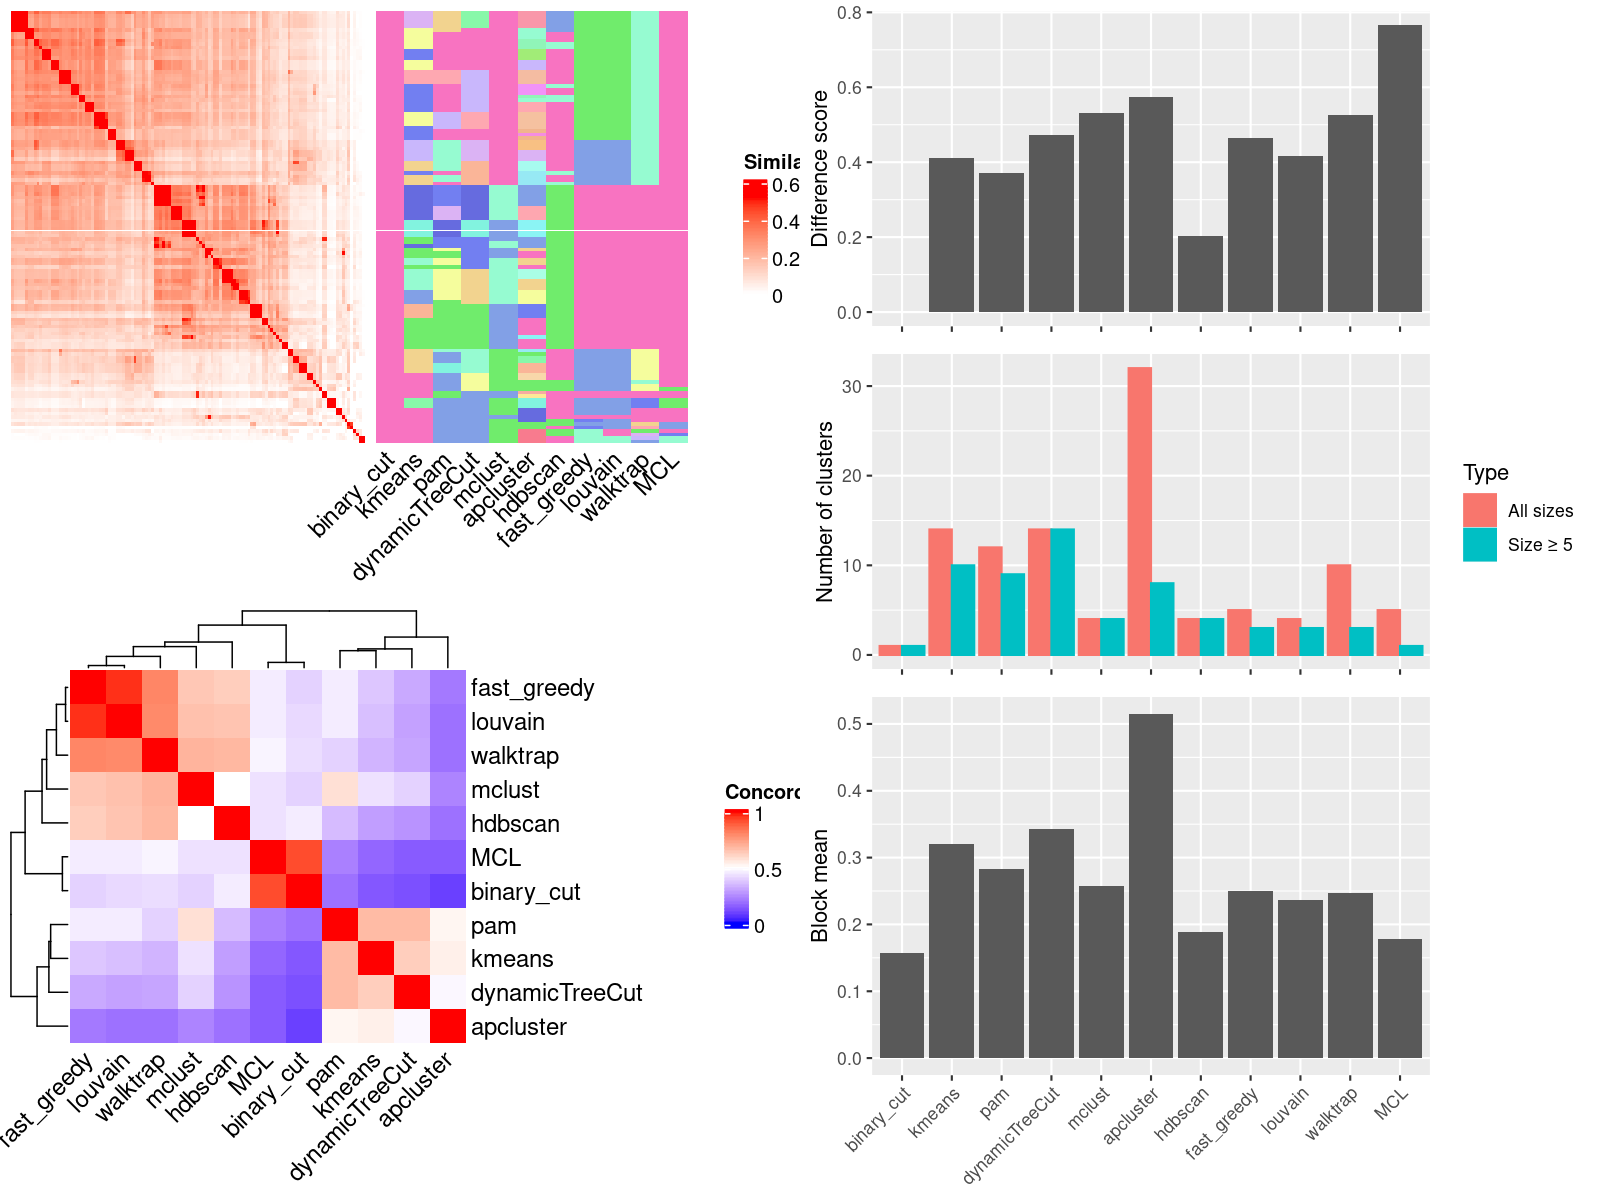 Simila
0.6
0.4
0.2
0
binary_cut
kmeans
pam
dynamicTreeCut
mclust
apcluster
hdbscan
fast_greedy
louvain
walktrap
MCL
Difference score
0.8
0.6
0.4
0.2
0.0
Number of clusters
30
20
10
0
Type
All sizes
Size ≥ 5
fast_greedy
louvain
walktrap
mclust
hdbscan
MCL
binary_cut
pam
kmeans
dynamicTreeCut
apcluster
fast_greedy
louvain
walktrap
mclust
hdbscan
MCL
binary_cut
pam
kmeans
dynamicTreeCut
apcluster
Concord
1
0.5
0
Block mean
0.5
0.4
0.3
0.2
0.1
0.0
binary_cut
kmeans
pam
dynamicTreeCut
mclust
apcluster
hdbscan
fast_greedy
louvain
walktrap
MCL